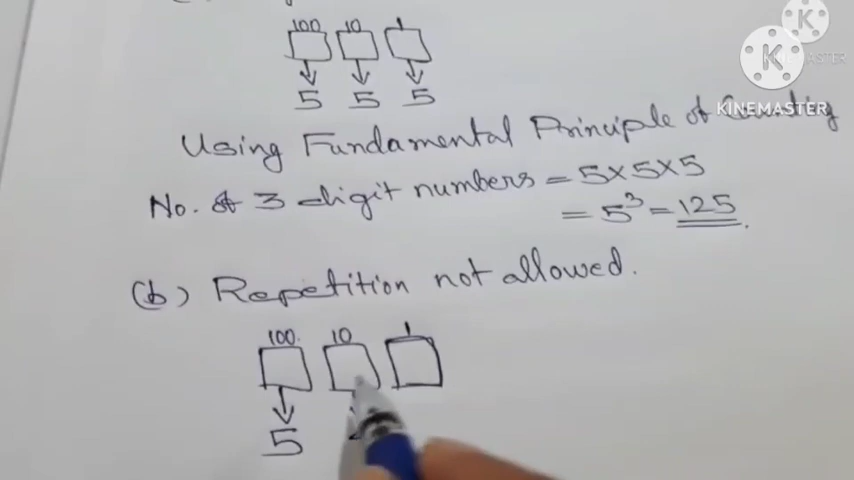 100 10 1
5 5 5
Using Fundamental Principle of Counting
No. of 3-digit numbers = 5×5×5
= 5³ = 125.
(b) Repetition not allowed.
100. 10 1
5
KINEMASTER
KINEMASTER